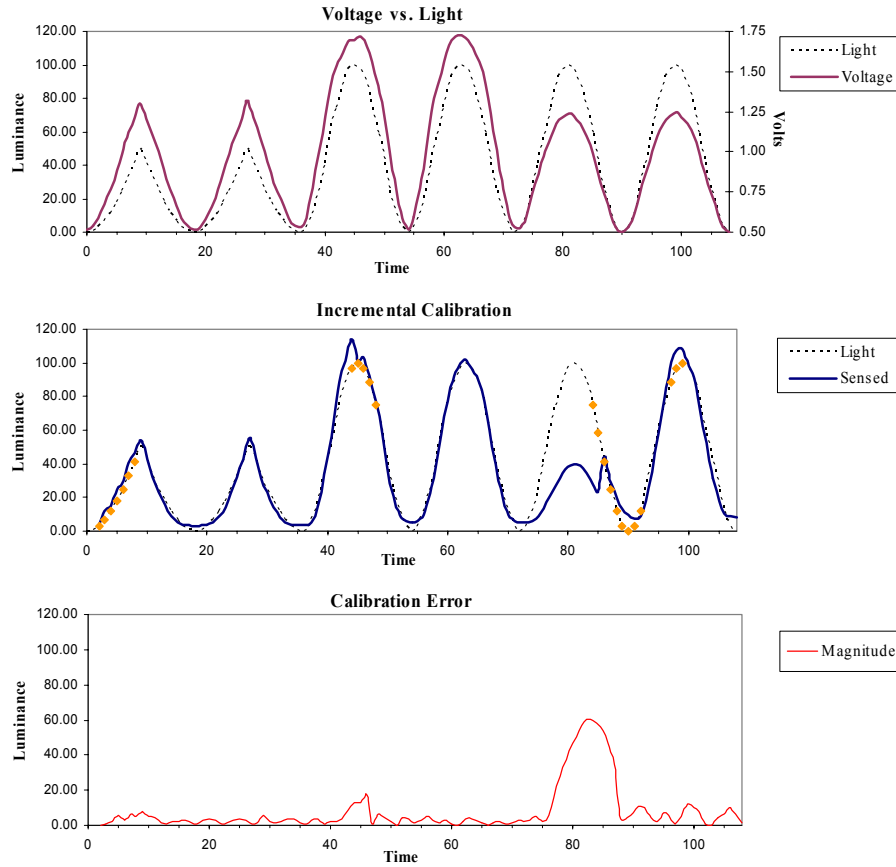 Voltage vs. Light
120.00
100.00
80.00
60.00
40.00
20.00
0.00
Luminance
1.75
1.50
1.25
1.00
0.75
0.50
Volts
0 20 40 60 80 100
Time
Light
Voltage
Incremental Calibration
120.00
100.00
80.00
60.00
40.00
20.00
0.00
Luminance
0 20 40 60 80 100
Time
Light
Sensed
Calibration Error
120.00
100.00
80.00
60.00
40.00
20.00
0.00
Luminance
0 20 40 60 80 100
Time
Magnitude